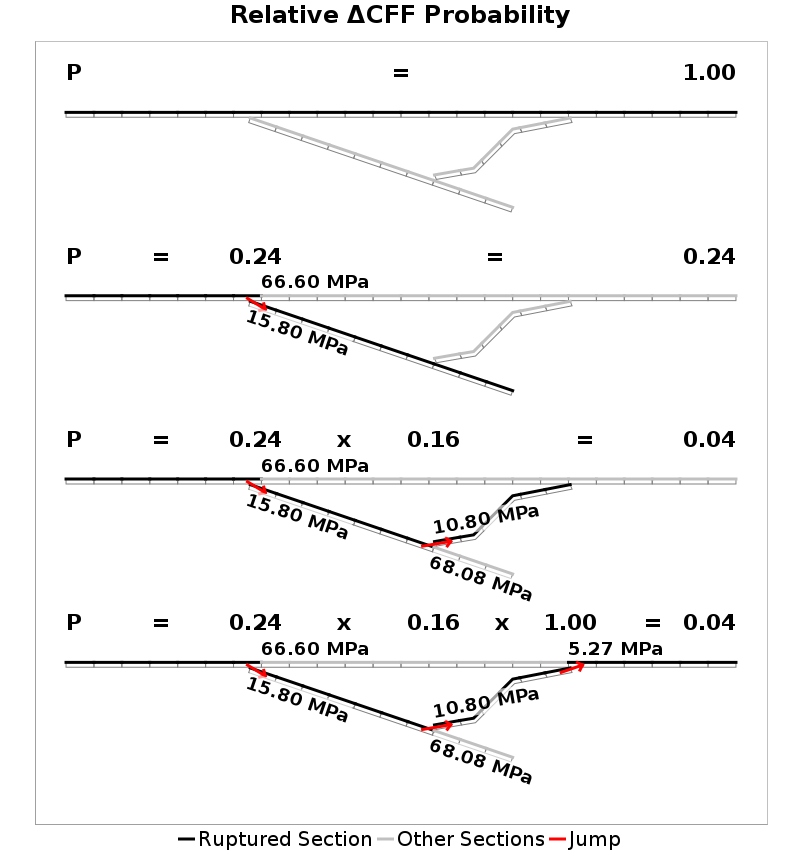 Relative ΔCFF Probability
P = 1.00
P = 0.24 = 0.24
66.60 MPa
15.80 MPa
P = 0.24 x 0.16 = 0.04
66.60 MPa
15.80 MPa
10.80 MPa
68.08 MPa
P = 0.24 x 0.16 x 1.00 = 0.04
66.60 MPa
5.27 MPa
15.80 MPa
10.80 MPa
68.08 MPa
Ruptured Section Other Sections Jump